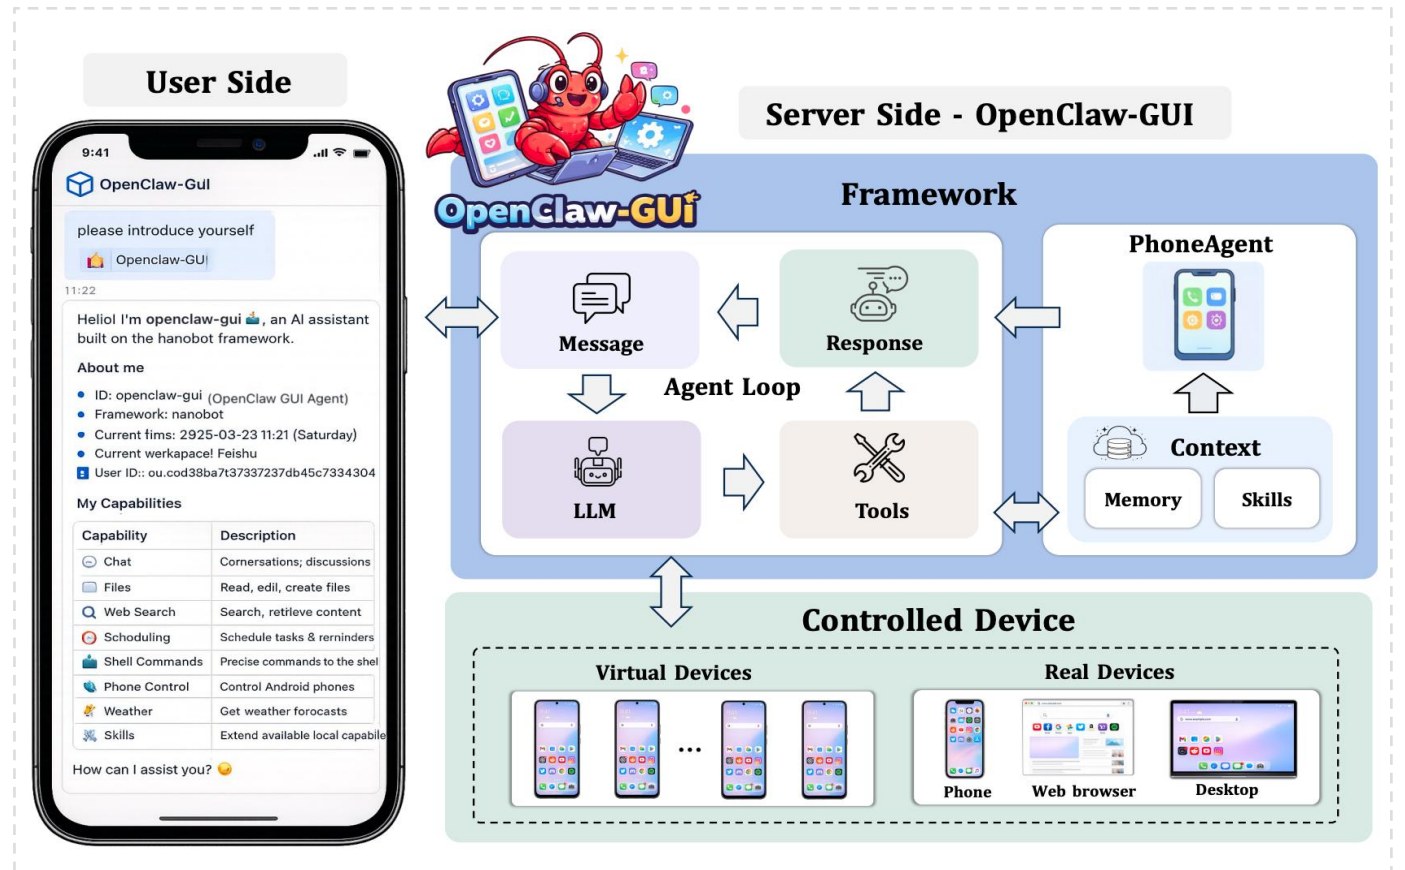 User Side
9:41
OpenClaw-GuI
please introduce yourself
Openclaw-GU
11:22
Heliol I'm openclaw-gui, an AI assistant
built on the hanobot framework.
About me
ID: openclaw-gui (OpenClaw GUI Agent)
Framework: nanobot
Current fims: 2925-03-23 11:21 (Saturday)
Current werkapace! Feishu
User ID:: ou.cod38ba7t37337237db45c7334304
My Capabilities
Capability Description
Chat Cornersations; discussions
Files Read, edil, create files
Web Search Search, retrleve content
Schoduling Schedule tasks & rerninders
Shell Commands Precise commands to the shel
Phone Control Control Android phones
Weather Get weather forocasts
Skills Extend available local capabile
How can I assist you?
OpenClaw-GUi
Server Side - OpenClaw-GUI
Framework
Message
Response
Agent Loop
LLM
Tools
PhoneAgent
Context
Memory
Skills
Controlled Device
Virtual Devices
...
Real Devices
Phone
Web browser
Desktop